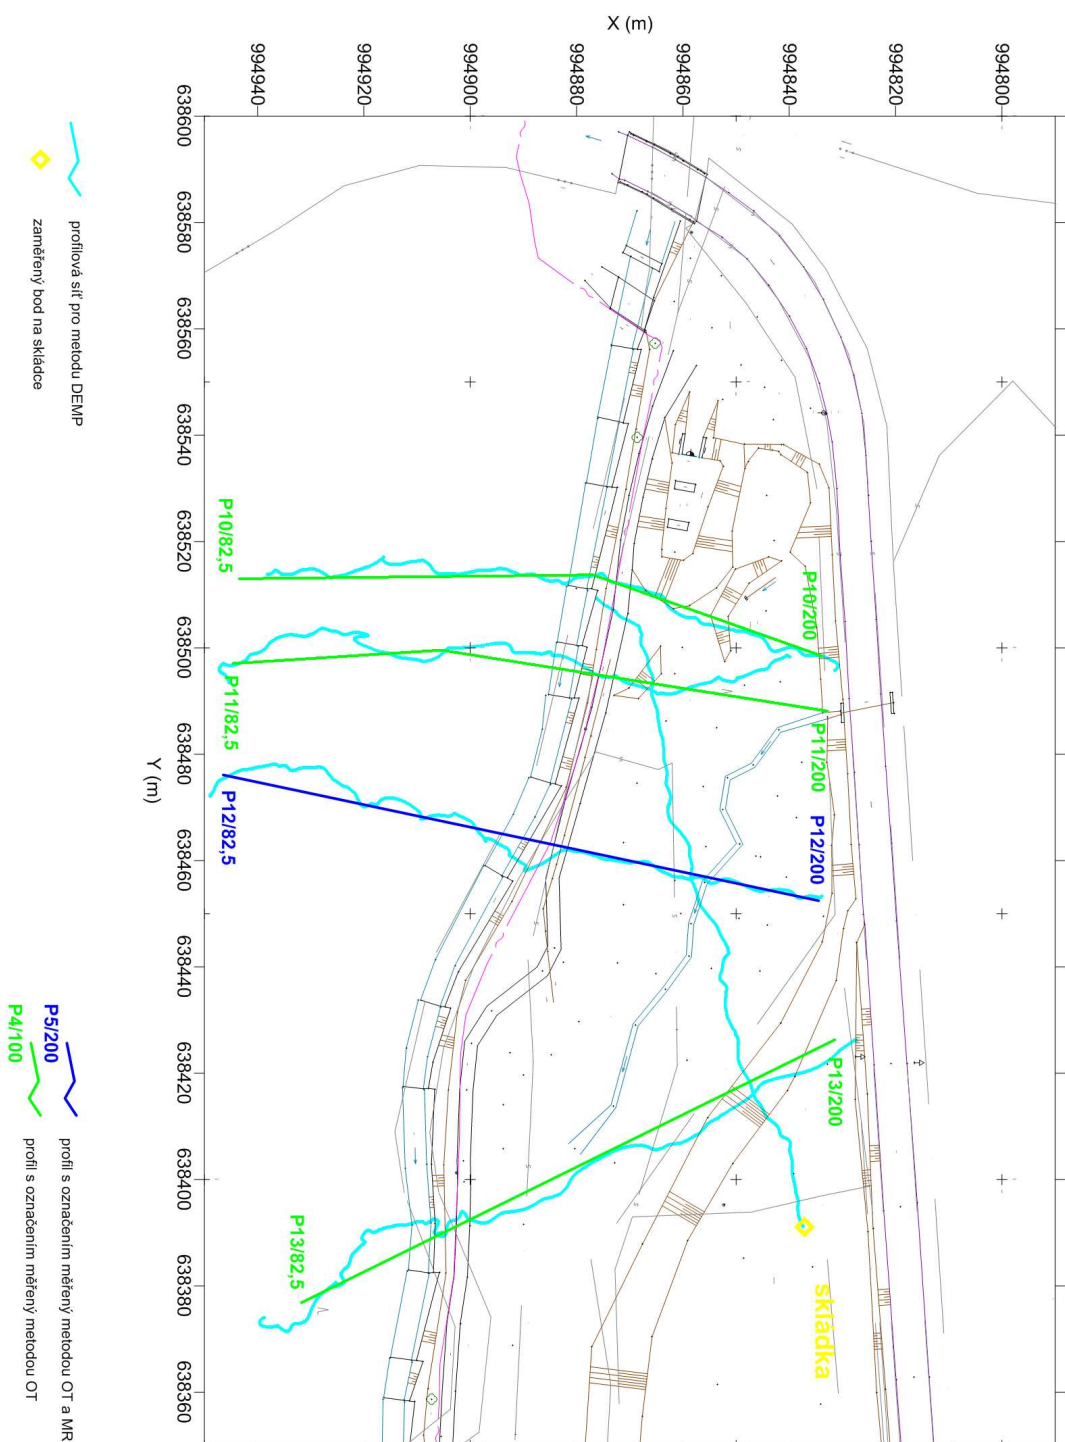 X (m)
994940
994920
994900
994880
994860
994840
994820
994800
638600
638580
638560
638540
638520
638500
638480
638460
638440
638420
638400
638380
638360
Y (m)
P10/82,5
P10/200
P11/82,5
P11/200
P12/82,5
P12/200
P13/200
P13/82,5
skládka
profilová síť pro metodu DEMP
zaměřený bod na skládce
P5/200
profil s označením měřený metodou OT a MR
P4/100
profil s označením měřený metodou OT